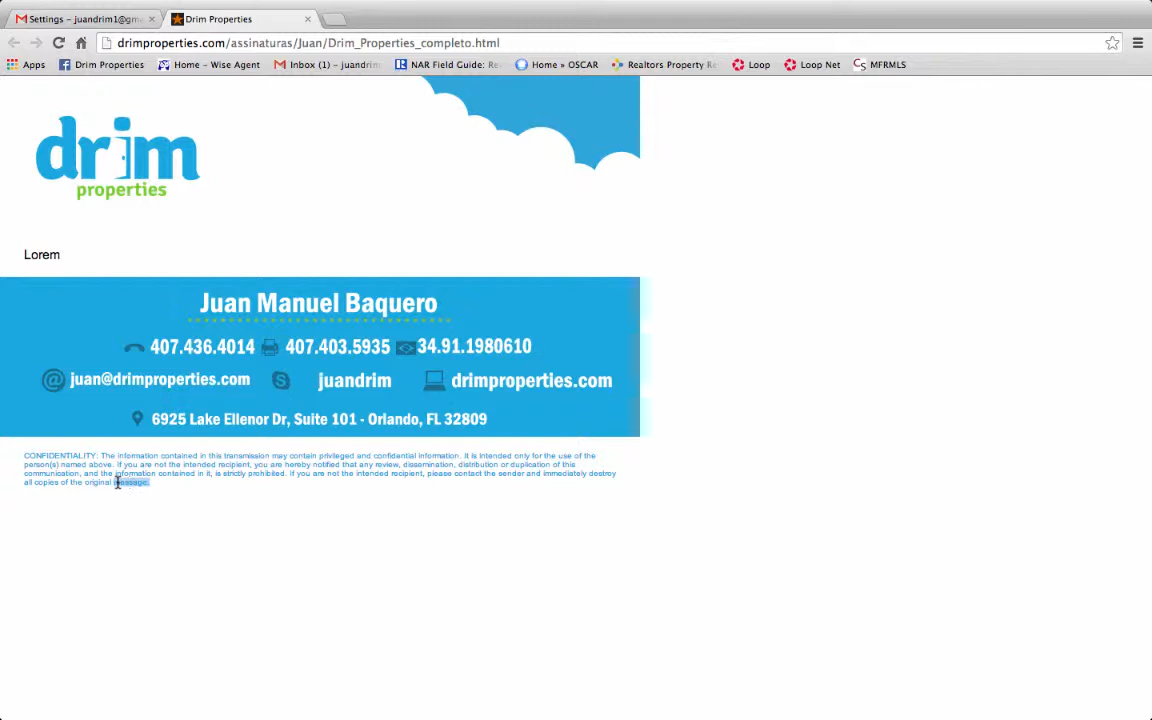 Settings – juandrim1@gm
Drim Properties
drimproperties.com/assinaturas/Juan/Drim_Properties_completo.html
Apps Drim Properties Home – Wise Agent Inbox (1) – juandrim NAR Field Guide: Re Home » OSCAR Realtors Property Re Loop Loop Net CS MFRMLS
drim
properties
Lorem
Juan Manuel Baquero
407.436.4014 407.403.5935 34.91.1980610
@ juan@drimproperties.com juandrim drimproperties.com
6925 Lake Ellenor Dr, Suite 101 - Orlando, FL 32809
CONFIDENTIALITY: The information contained in this transmission may contain privileged and confidential information. It is intended only for the use of the
person(s) named above. If you are not the intended recipient, you are hereby notified that any review, dissemination, distribution or duplication of this
communication, and the information contained in it, is strictly prohibited. If you are not the intended recipient, please contact the sender and immediately destroy
all copies of the original message.